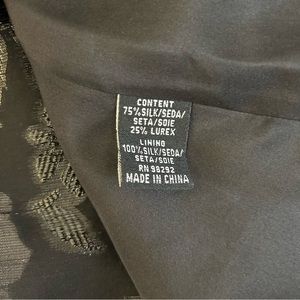 CONTENT
75%SILK/SEDA/
SETA/SOIE
25% LUREX
LINING
100%SILK/SEDA/
SETA/SOIE
RN 98292
MADE IN CHINA